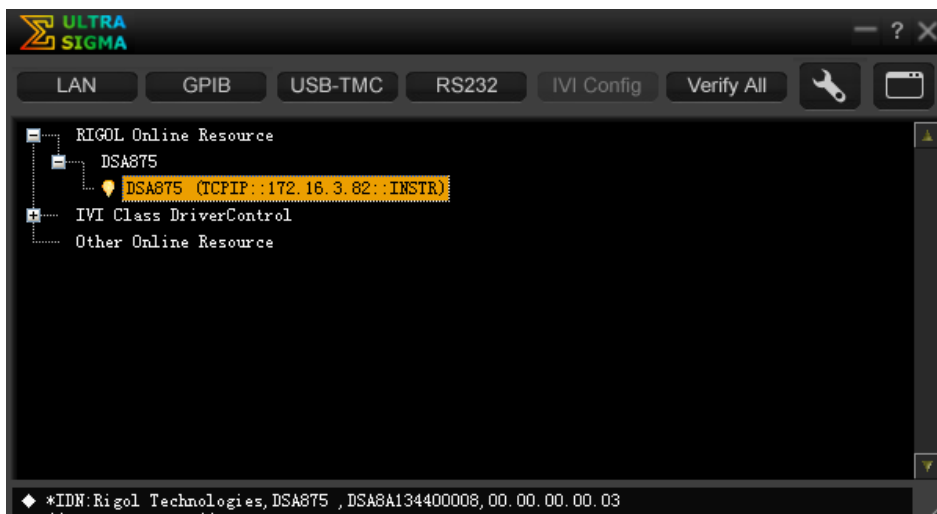 ULTRA
SIGMA
?
LAN GPIB USB-TMC RS232 IVI Config Verify All
RIGOL Online Resource
DSA875
DSA875 (TCPIP::172.16.3.82::INSTR)
IVI Class DriverControl
Other Online Resource
*IDN:Rigol Technologies,DSA875 ,DSA8A134400008,00.00.00.00.03